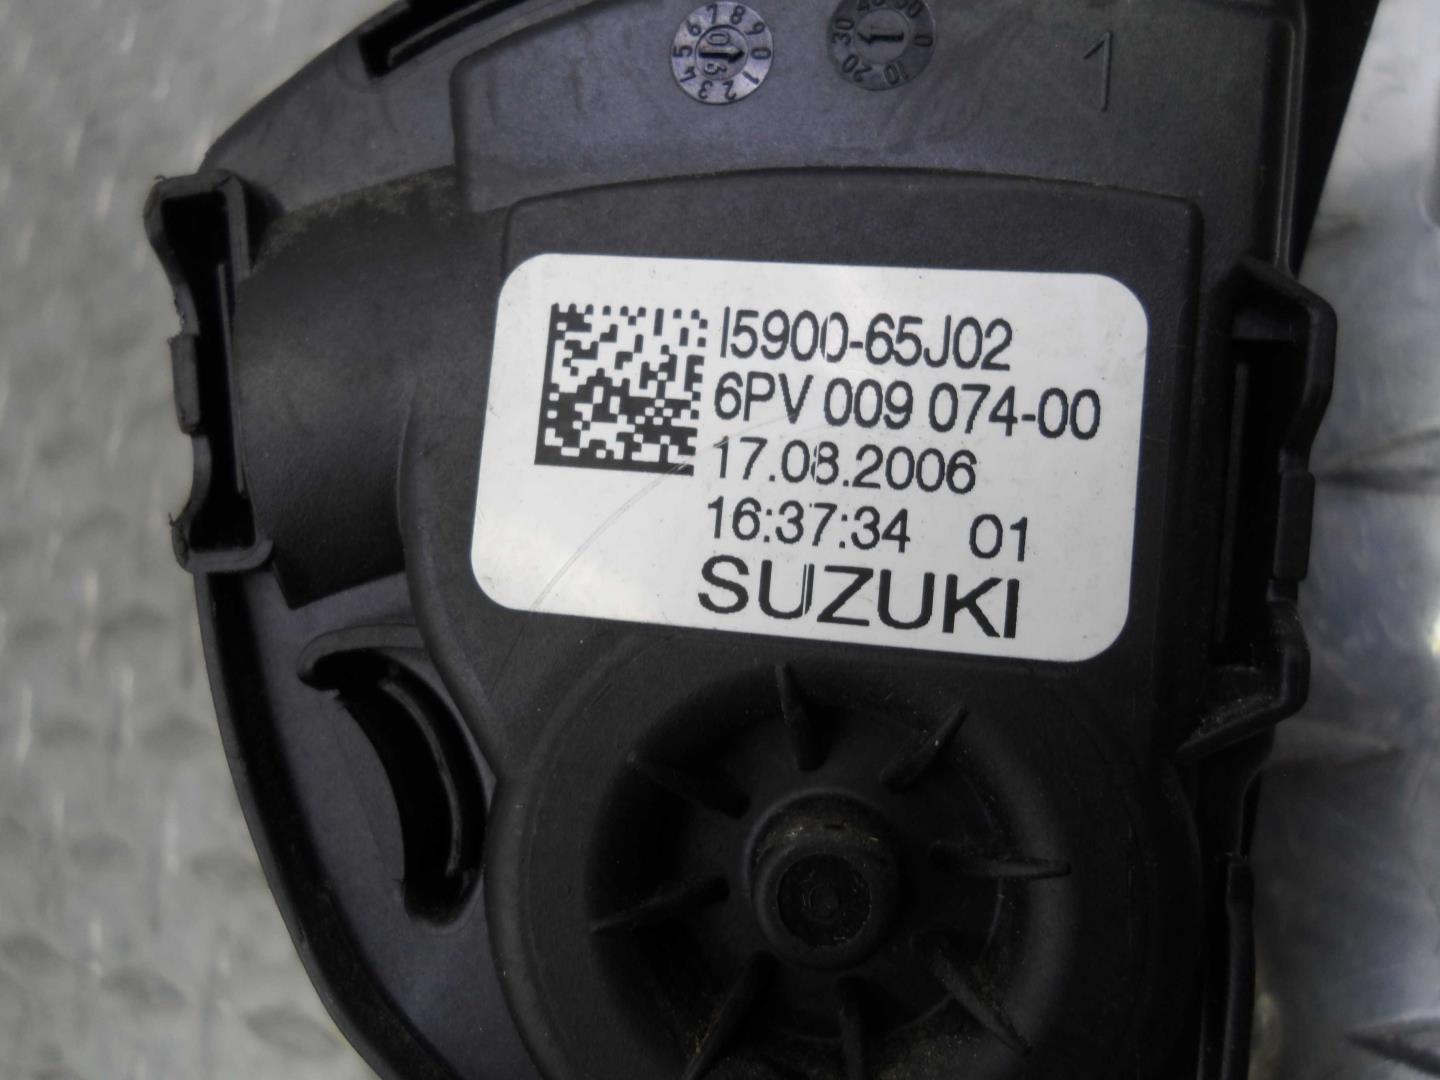 I5900-65J02
6PV 009 074-00
17.08.2006
16:37:34 01
SUZUKI